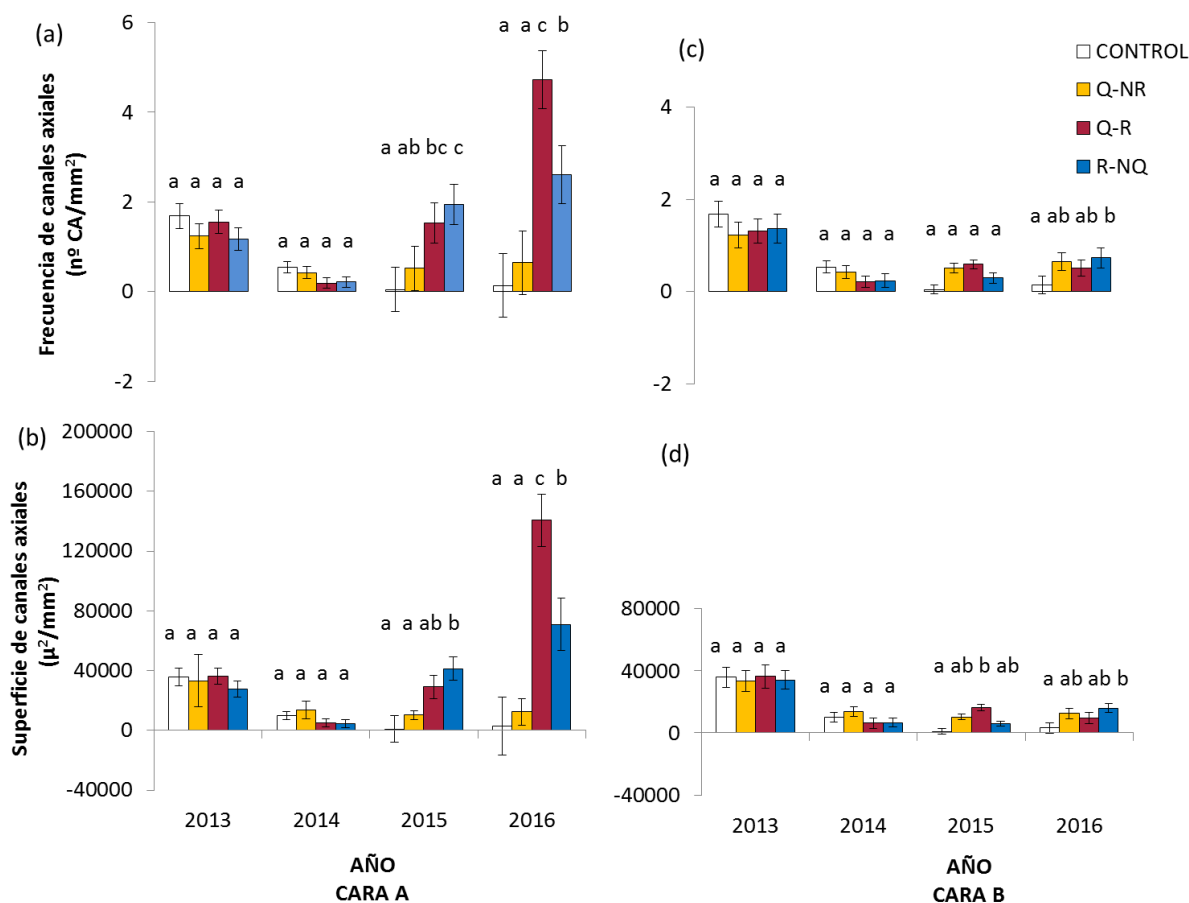 (a)
Frecuencia de canales axiales
(nº CA/mm²)
6
4
2
0
-2
a a a a
a a a a
a ab bc c
a a c b
(c)
4
2
0
-2
a a a a
a a a a
a a a a
a ab ab b
CONTROL
Q-NR
Q-R
R-NQ
(b)
Superficie de canales axiales
(µ²/mm²)
200000
160000
120000
80000
40000
0
-40000
a a a a
a a a a
a a ab b
a a c b
2013 2014 2015 2016
AÑO
CARA A
(d)
80000
40000
0
-40000
a a a a
a a a a
a ab b ab
a ab ab b
2013 2014 2015 2016
AÑO
CARA B